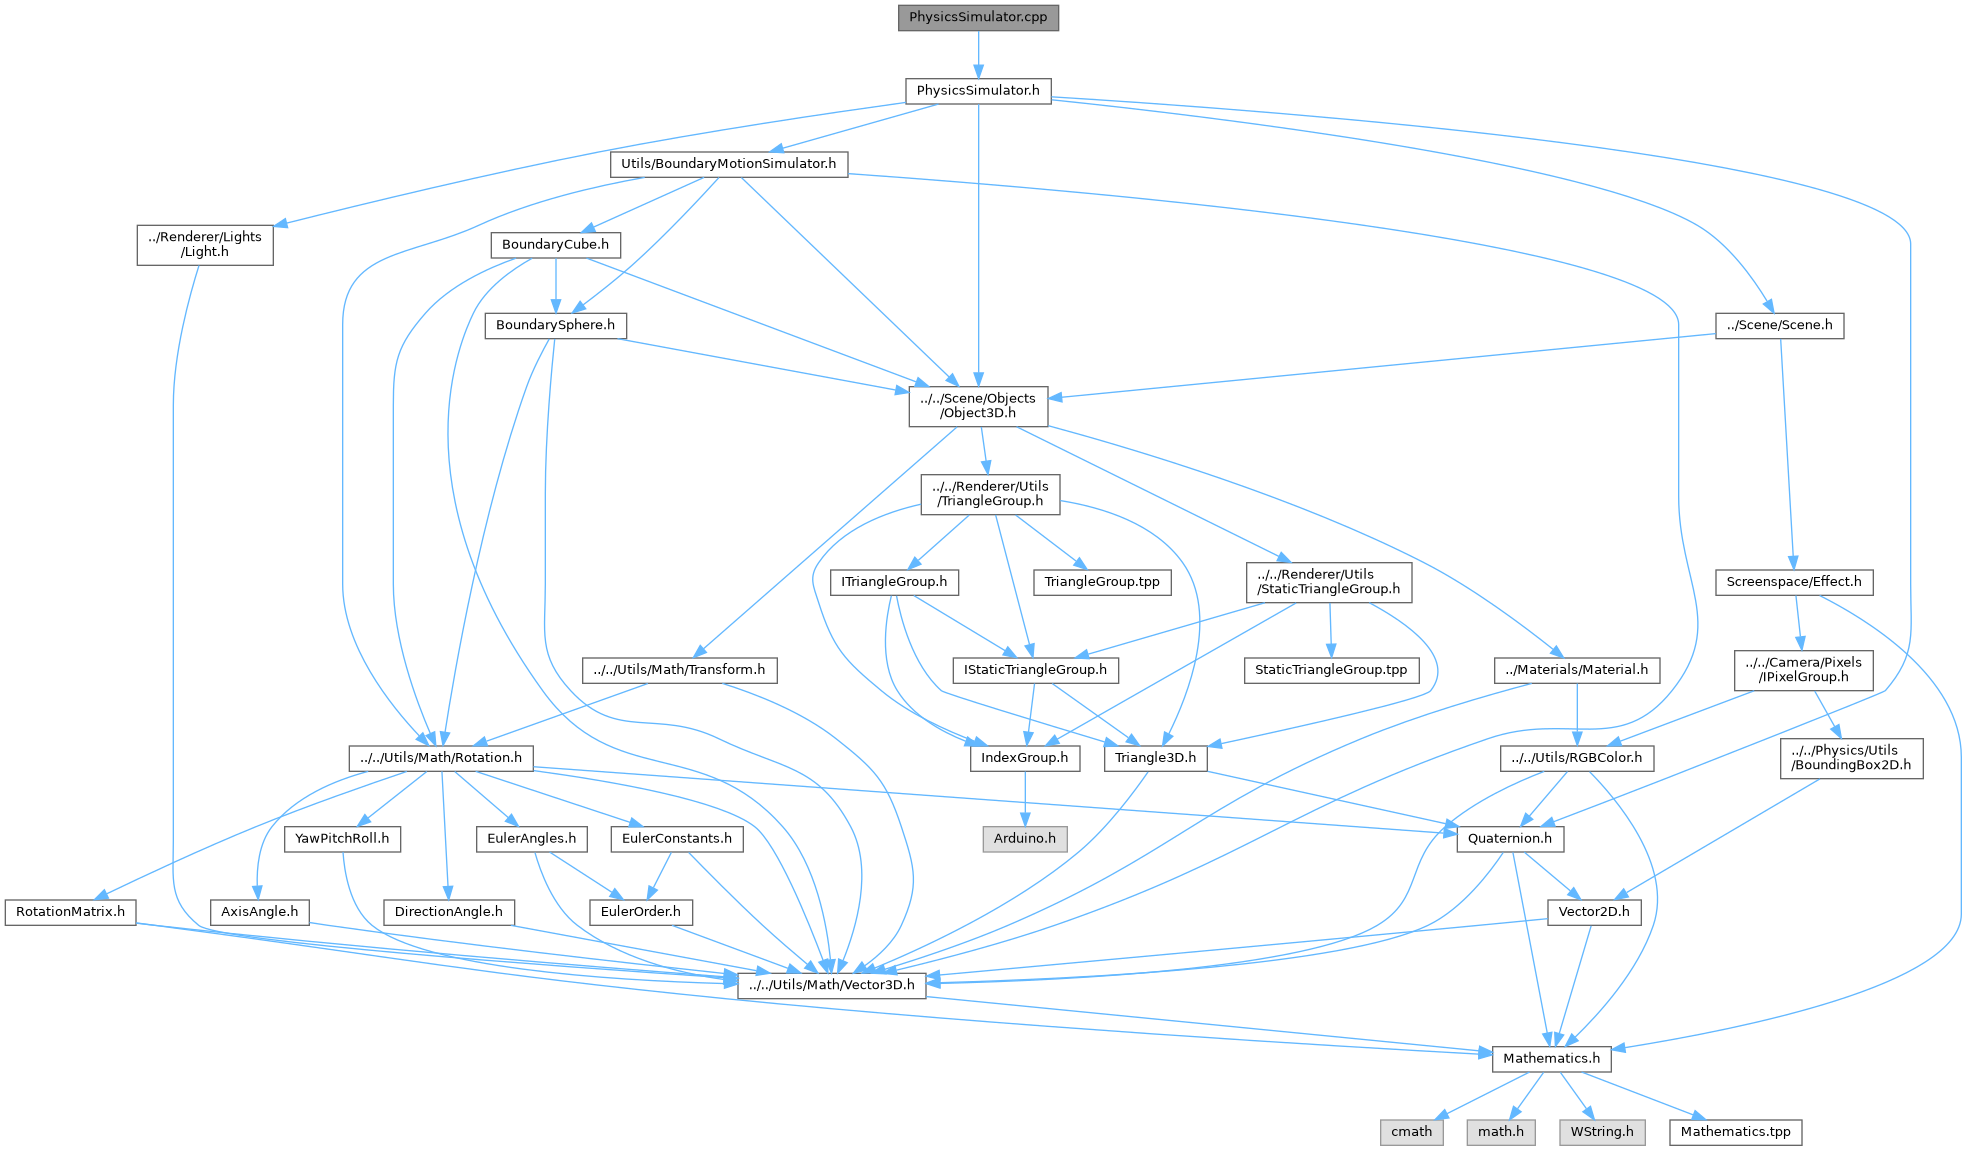 PhysicsSimulator.cpp
PhysicsSimulator.h
Utils/BoundaryMotionSimulator.h
../Renderer/Lights
/Light.h
BoundaryCube.h
BoundarySphere.h
../Scene/Scene.h
../../Scene/Objects
/Object3D.h
../../Renderer/Utils
/TriangleGroup.h
ITriangleGroup.h
TriangleGroup.tpp
../../Renderer/Utils
/StaticTriangleGroup.h
Screenspace/Effect.h
../../Utils/Math/Transform.h
IStaticTriangleGroup.h
StaticTriangleGroup.tpp
../Materials/Material.h
../../Camera/Pixels
/IPixelGroup.h
../../Utils/Math/Rotation.h
IndexGroup.h
Triangle3D.h
../../Utils/RGBColor.h
../../Physics/Utils
/BoundingBox2D.h
YawPitchRoll.h
EulerAngles.h
EulerConstants.h
Arduino.h
Quaternion.h
RotationMatrix.h
AxisAngle.h
DirectionAngle.h
EulerOrder.h
Vector2D.h
../../Utils/Math/Vector3D.h
Mathematics.h
cmath
math.h
WString.h
Mathematics.tpp